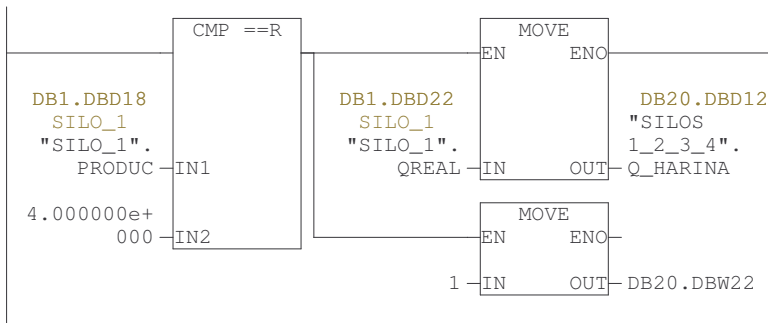 CMP ==R
MOVE
EN ENO
DB1.DBD18
DB1.DBD22
DB20.DBD12
SILO_1
SILO_1
"SILOS
"SILO_1".
"SILO_1".
1_2_3_4".
PRODUC IN1
QREAL IN OUT Q_HARINA
4.000000e+
MOVE
000 IN2
EN ENO
1 IN OUT DB20.DBW22